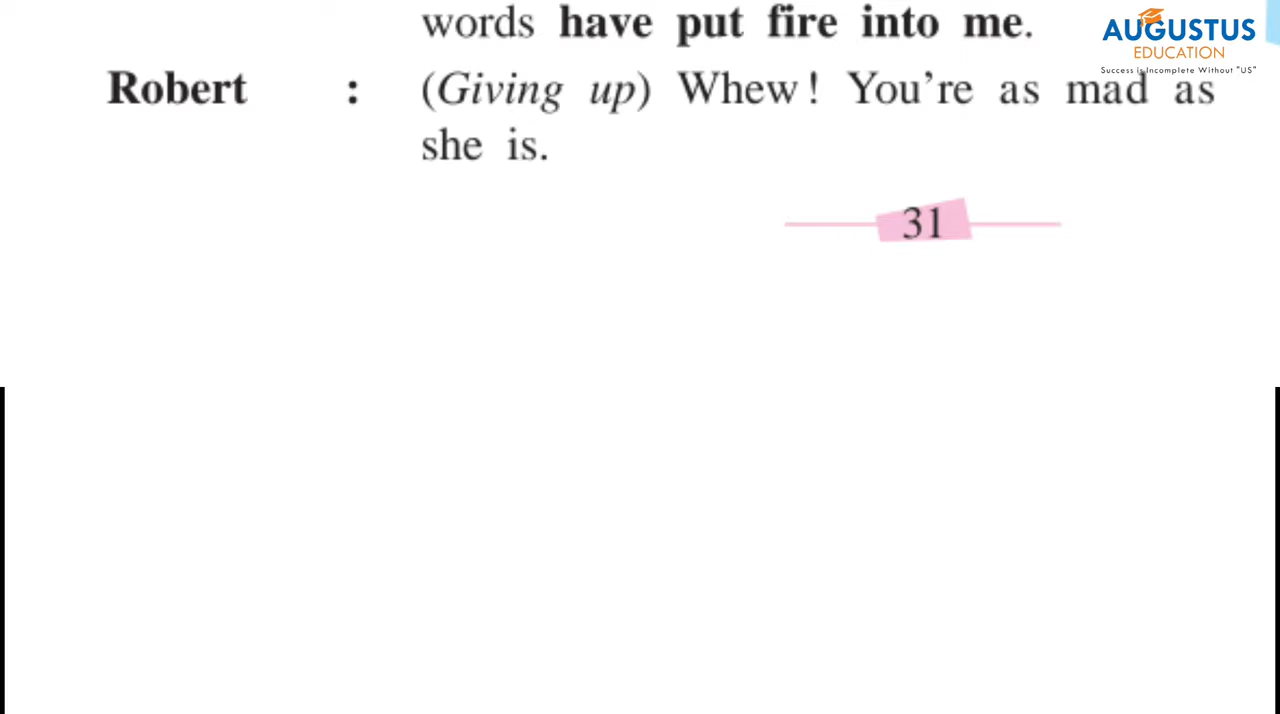 words have put fire into me.
AUGUSTUS
EDUCATION
Success is Incomplete Without "US"
Robert : (Giving up) Whew! You're as mad as
she is.
31